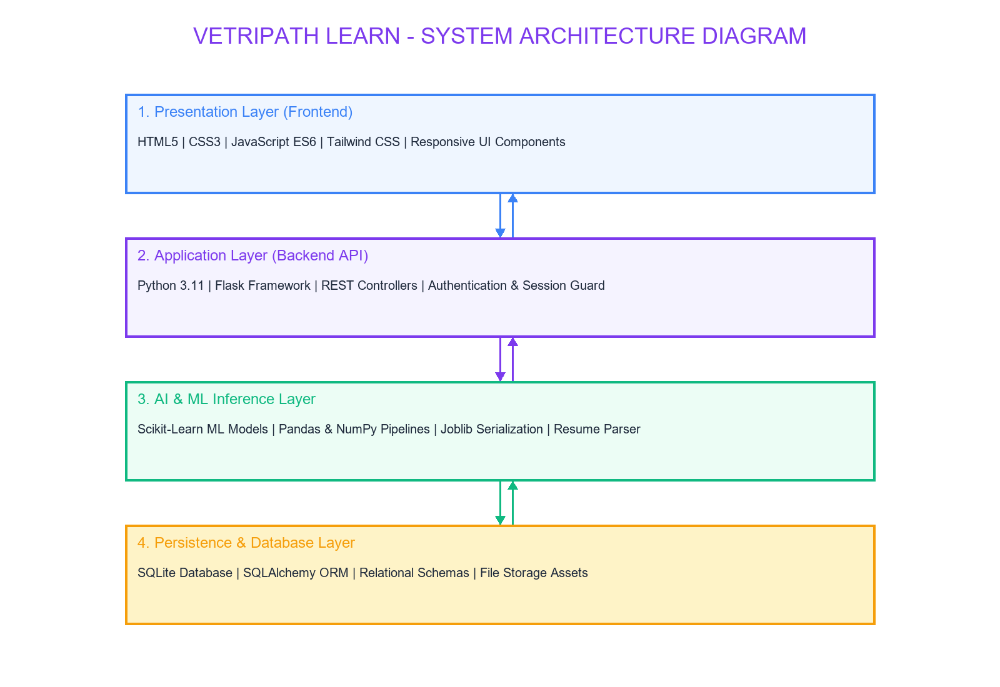 VETRIPATH LEARN - SYSTEM ARCHITECTURE DIAGRAM
1. Presentation Layer (Frontend)
HTML5 | CSS3 | JavaScript ES6 | Tailwind CSS | Responsive UI Components
2. Application Layer (Backend API)
Python 3.11 | Flask Framework | REST Controllers | Authentication & Session Guard
3. AI & ML Inference Layer
Scikit-Learn ML Models | Pandas & NumPy Pipelines | Joblib Serialization | Resume Parser
4. Persistence & Database Layer
SQLite Database | SQLAlchemy ORM | Relational Schemas | File Storage Assets